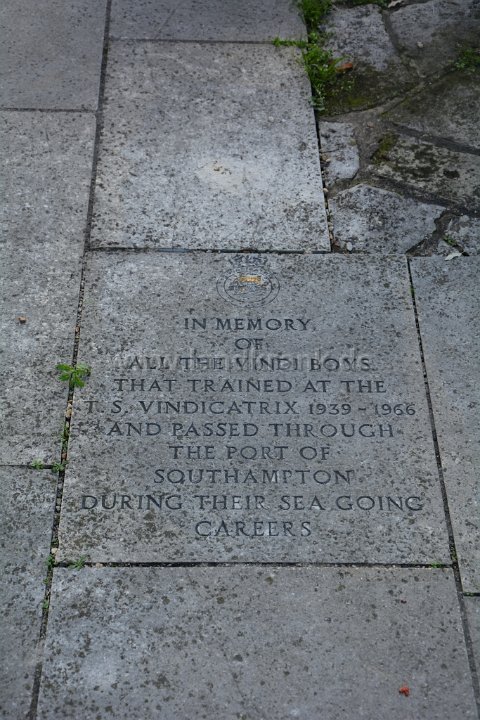 IN MEMORY
OF
ALL THE VINDI BOYS
THAT TRAINED AT THE
T. S. VINDICATRIX 1939 - 1966
AND PASSED THROUGH
THE PORT OF
SOUTHAMPTON
DURING THEIR SEA GOING
CAREERS